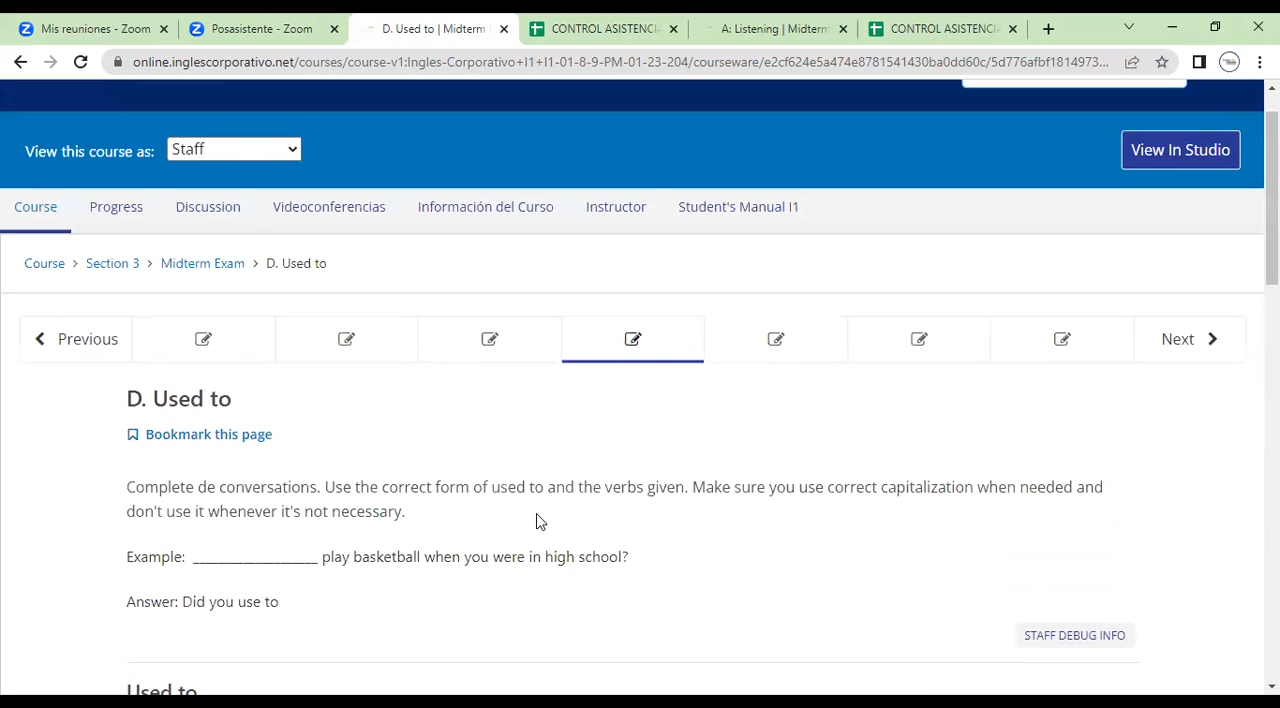 Mis reuniones - Zoom
Posasistente - Zoom
D. Used to | Midterm
CONTROL ASISTENCIA
A: Listening | Midterm
CONTROL ASISTENCIA
online.inglescorporativo.net/courses/course-v1:Ingles-Corporativo+I1+I1-01-8-9-PM-01-23-204/courseware/e2cf624e5a474e8781541430ba0dd60c/5d776afbf1814973...
View this course as:
Staff
View In Studio
Course
Progress
Discussion
Videoconferencias
Información del Curso
Instructor
Student's Manual I1
Course > Section 3 > Midterm Exam > D. Used to
Previous
Next
D. Used to
Bookmark this page
Complete de conversations. Use the correct form of used to and the verbs given. Make sure you use correct capitalization when needed and
don't use it whenever it's not necessary.
Example: ____________________ play basketball when you were in high school?
Answer: Did you use to
STAFF DEBUG INFO
Used to